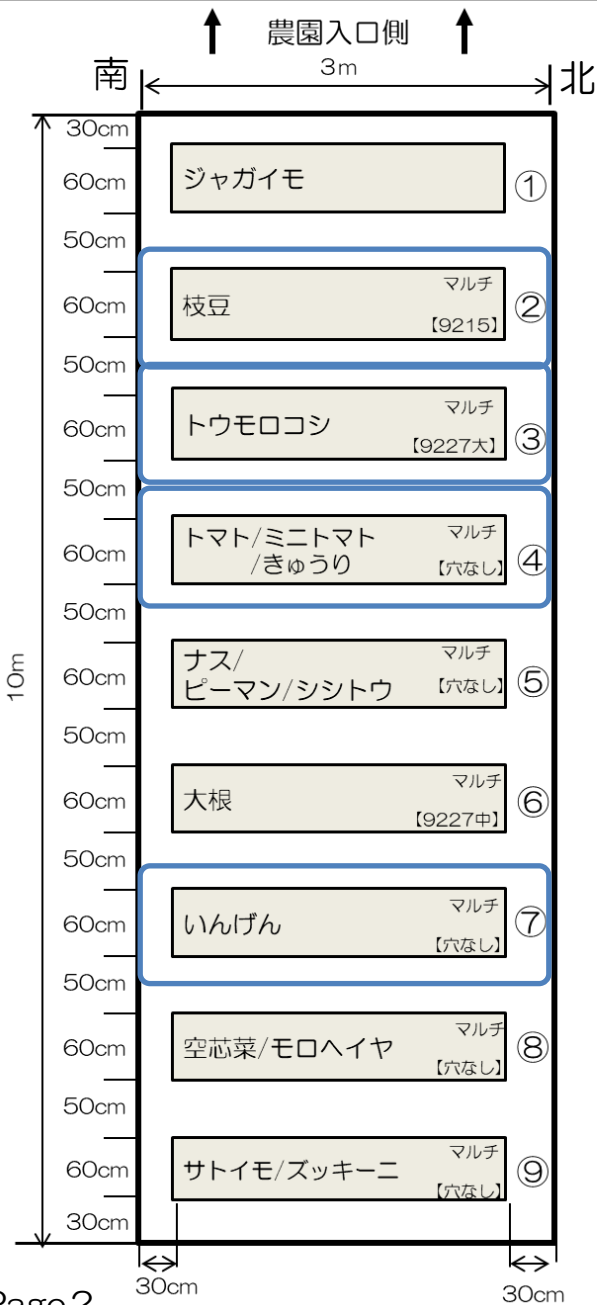 農園入口側
南
3m
北
30cm
60cm
ジャガイモ
①
50cm
60cm
枝豆
マルチ
【9215】
②
50cm
60cm
トウモロコシ
マルチ
【9227大】
③
50cm
60cm
トマト/ミニトマト
/きゅうり
マルチ
【穴なし】
④
50cm
10m
60cm
ナス/
ピーマン/シシトウ
マルチ
【穴なし】
⑤
50cm
60cm
大根
マルチ
【9227中】
⑥
50cm
60cm
いんげん
マルチ
【穴なし】
⑦
50cm
60cm
空芯菜/モロヘイヤ
マルチ
【穴なし】
⑧
50cm
60cm
サトイモ/ズッキーニ
マルチ
【穴なし】
⑨
30cm
30cm
30cm
Page2